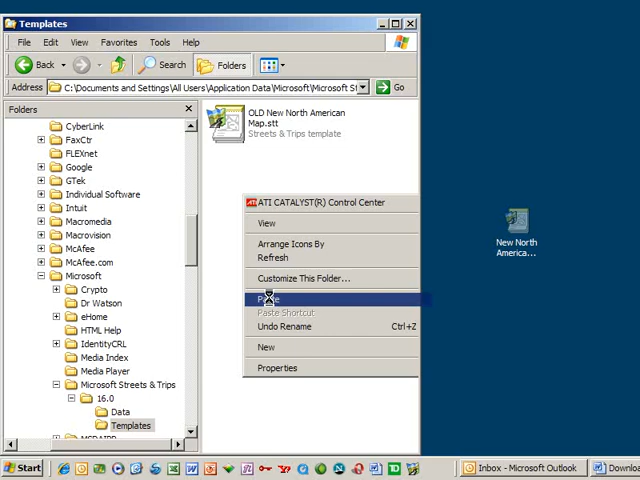 Templates
File Edit View Favorites Tools Help
Back Search Folders
Address C:\Documents and Settings\All Users\Application Data\Microsoft\Microsoft St Go
Folders
CyberLink
FaxCtr
FLEXnet
Google
GTek
Individual Software
Intuit
Macromedia
Macrovision
McAfee
McAfee.com
Microsoft
Crypto
Dr Watson
eHome
HTML Help
IdentityCRL
Media Index
Media Player
Microsoft Streets & Trips
16.0
Data
Templates
OLD New North American
Map.stt
Streets & Trips template
ATI CATALYST(R) Control Center
View
Arrange Icons By
Refresh
Customize This Folder...
Paste
Paste Shortcut
Undo Rename Ctrl+Z
New
Properties
New North
America...
Start
Inbox - Microsoft Outlook
Downloa